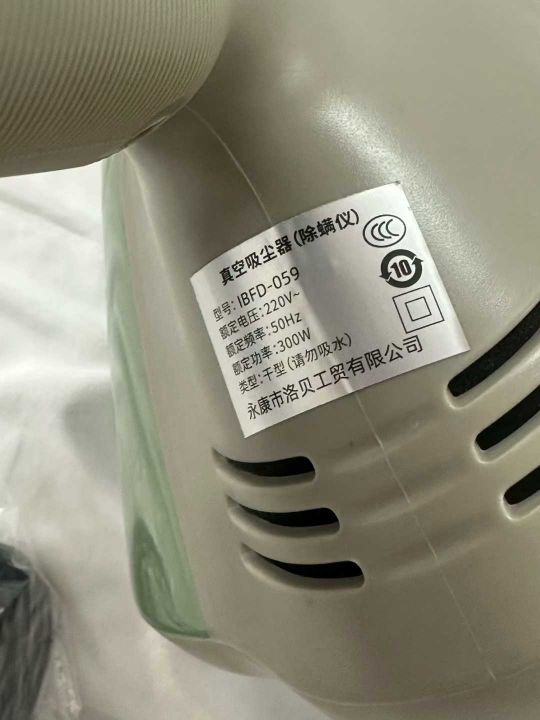 真空吸尘器(除螨仪)
型号: IBFD-059
额定电压: 220V~
额定频率: 50Hz
额定功率: 300W
类型: 干型 (请勿吸水)
永康市洛贝工贸有限公司
CCC
10